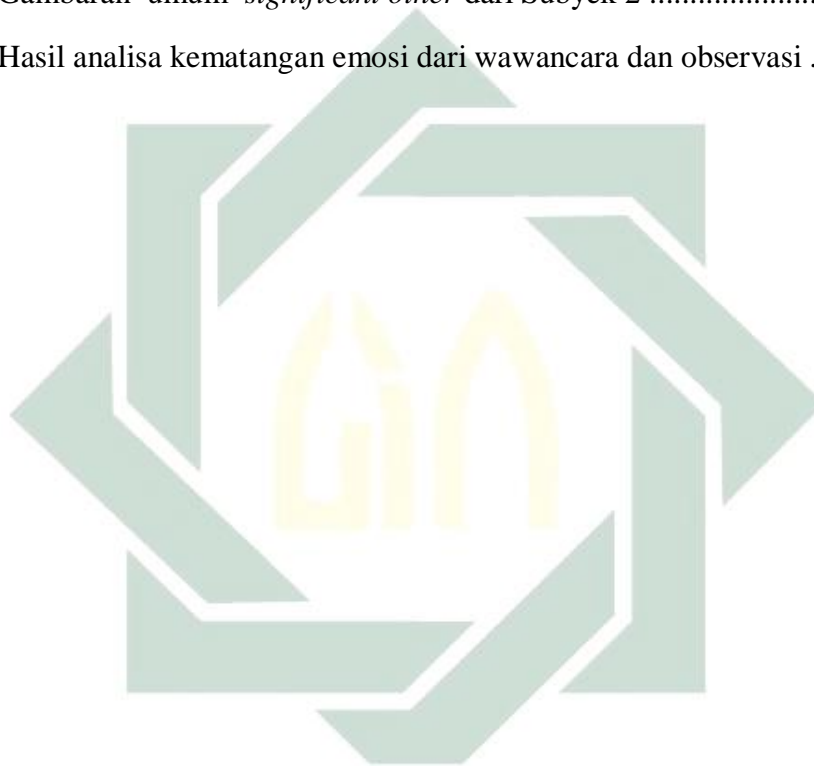 Gambaran umum significant other dari Subyek 2 ......................
Hasil analisa kematangan emosi dari wawancara dan observasi .